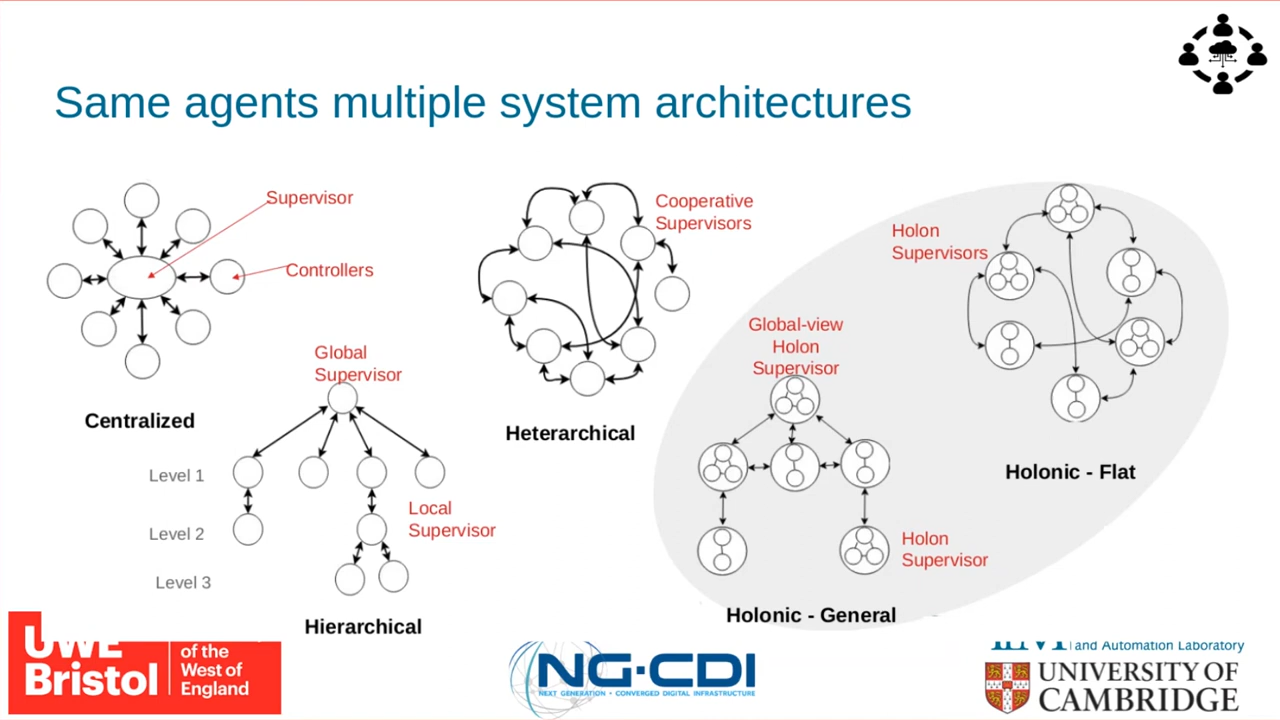 Same agents multiple system architectures
Supervisor
Controllers
Centralized
Global
Supervisor
Level 1
Level 2
Level 3
Local
Supervisor
Hierarchical
Cooperative
Supervisors
Heterarchical
Global-view
Holon
Supervisor
Holon
Supervisor
Holonic - General
Holon
Supervisors
Holonic - Flat
UWE
Bristol
of the
West of
England
NG-CDI
NEXT GENERATION - CONVERGED DIGITAL INFRASTRUCTURE
and Automation Laboratory
UNIVERSITY OF
CAMBRIDGE